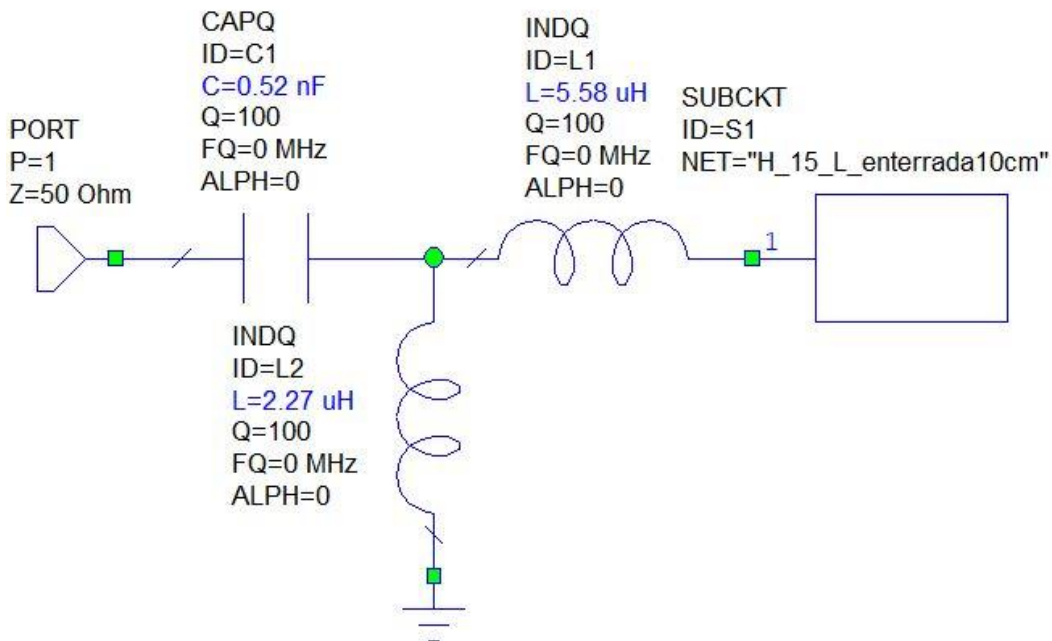 PORT
P=1
Z=50 Ohm
CAPQ
ID=C1
C=0.52 nF
Q=100
FQ=0 MHz
ALPH=0
INDQ
ID=L1
L=5.58 uH
Q=100
FQ=0 MHz
ALPH=0
SUBCKT
ID=S1
NET="H_15_L_enterrada10cm"
1
INDQ
ID=L2
L=2.27 uH
Q=100
FQ=0 MHz
ALPH=0